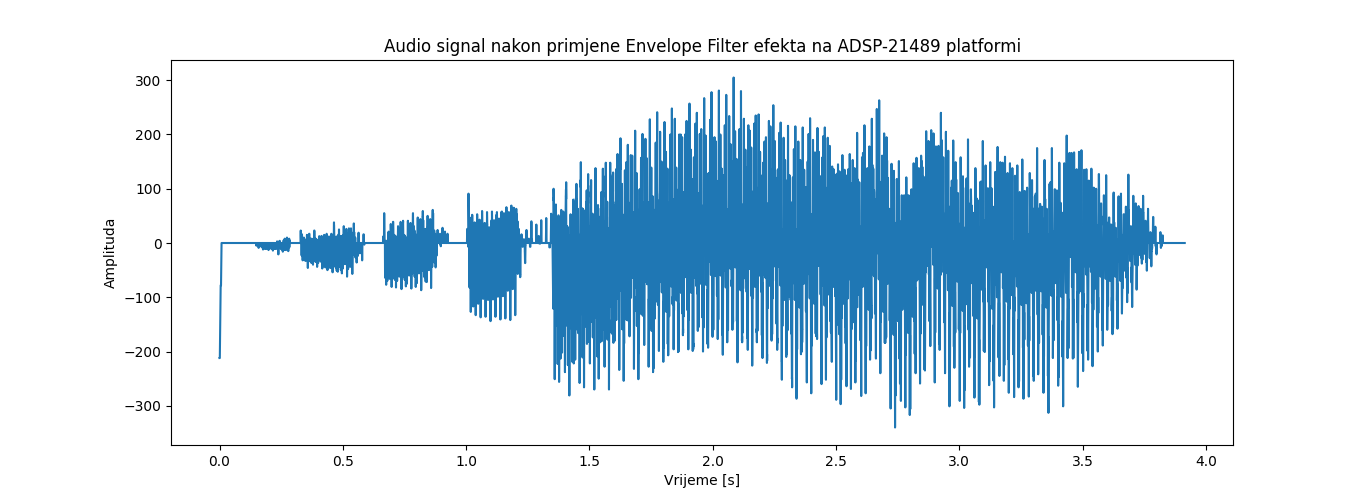 Audio signal nakon primjene Envelope Filter efekta na ADSP-21489 platformi
300
200
100
0
−100
−200
−300
Amplituda
0.0 0.5 1.0 1.5 2.0 2.5 3.0 3.5 4.0
Vrijeme [s]